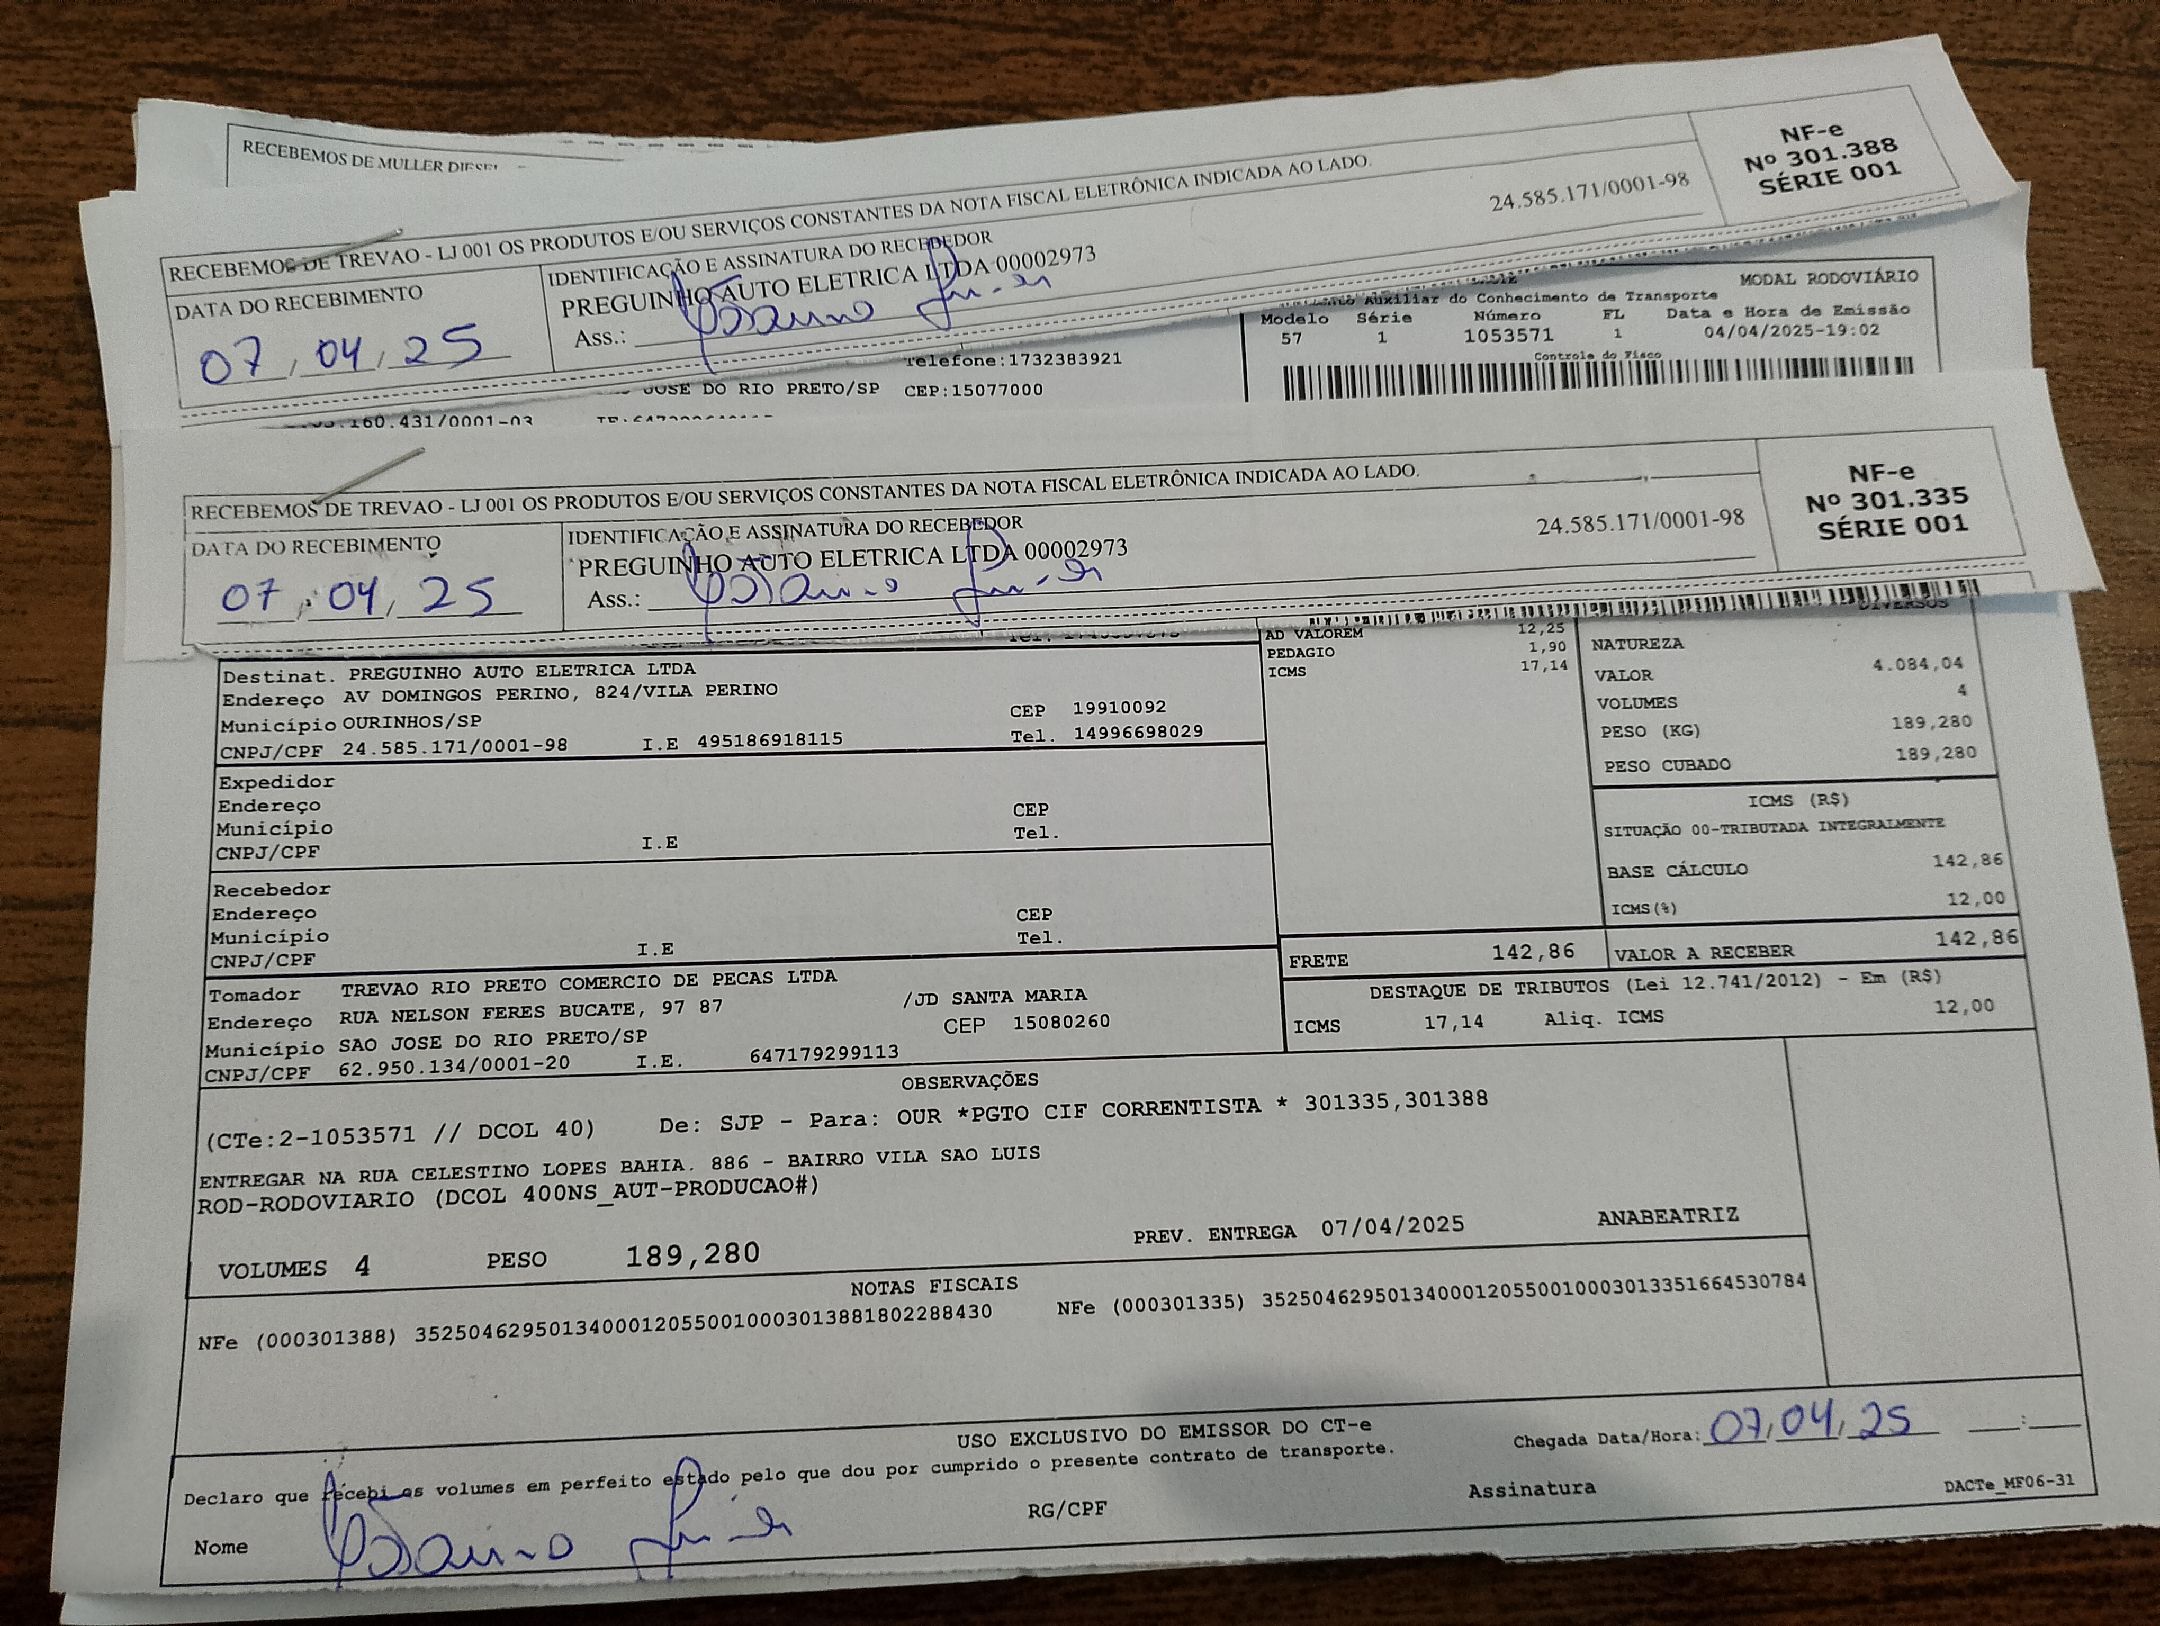 RECEBEMOS DE MULLER DIESEL
RECEBEMOS DE TREVAO - LJ 001 OS PRODUTOS E/OU SERVIÇOS CONSTANTES DA NOTA FISCAL ELETRÔNICA INDICADA AO LADO.
NF-e
Nº 301.388
SÉRIE 001
DATA DO RECEBIMENTO
07, 04, 25
IDENTIFICAÇÃO E ASSINATURA DO RECEBEDOR
24.585.171/0001-98
PREGUINHO AUTO ELETRICA LTDA 00002973
Ass.:
MODAL RODOVIÁRIO
Auxiliar do Conhecimento de Transporte
Modelo Série Número FL Data e Hora de Emissão
57 1 1053571 1 04/04/2025-19:02
Controle do Fisco
Telefone:1732383921
JOSE DO RIO PRETO/SP CEP:15077000
.160.431/0001-03
RECEBEMOS DE TREVAO - LJ 001 OS PRODUTOS E/OU SERVIÇOS CONSTANTES DA NOTA FISCAL ELETRÔNICA INDICADA AO LADO.
NF-e
Nº 301.335
SÉRIE 001
DATA DO RECEBIMENTO
07, 04, 25
IDENTIFICAÇÃO E ASSINATURA DO RECEBEDOR
24.585.171/0001-98
PREGUINHO AUTO ELETRICA LTDA 00002973
Ass.:
DIVERSOS
AD VALOREM 12,25
PEDAGIO 1,90
ICMS 17,14
NATUREZA
VALOR 4.084,04
VOLUMES 4
PESO (KG) 189,280
PESO CUBADO 189,280
Destinat. PREGUINHO AUTO ELETRICA LTDA
Endereço AV DOMINGOS PERINO, 824/VILA PERINO
Município OURINHOS/SP CEP 19910092
CNPJ/CPF 24.585.171/0001-98 I.E 495186918115 Tel. 14996698029
Expedidor
Endereço
Município CEP
CNPJ/CPF I.E Tel.
ICMS (R$)
SITUAÇÃO 00-TRIBUTADA INTEGRALMENTE
BASE CÁLCULO 142,86
ICMS(%) 12,00
Recebedor
Endereço
Município CEP
CNPJ/CPF I.E Tel.
FRETE 142,86 VALOR A RECEBER 142,86
Tomador TREVAO RIO PRETO COMERCIO DE PECAS LTDA
Endereço RUA NELSON FERES BUCATE, 97 87 /JD SANTA MARIA
Município SAO JOSE DO RIO PRETO/SP CEP 15080260
CNPJ/CPF 62.950.134/0001-20 I.E. 647179299113
DESTAQUE DE TRIBUTOS (Lei 12.741/2012) - Em (R$)
ICMS 17,14 Aliq. ICMS 12,00
OBSERVAÇÕES
(CTe:2-1053571 // DCOL 40) De: SJP - Para: OUR *PGTO CIF CORRENTISTA * 301335,301388
ENTREGAR NA RUA CELESTINO LOPES BAHIA. 886 - BAIRRO VILA SAO LUIS
ROD-RODOVIARIO (DCOL 400NS_AUT-PRODUCAO#)
VOLUMES 4 PESO 189,280 PREV. ENTREGA 07/04/2025 ANABEATRIZ
NOTAS FISCAIS
NFe (000301388) 35250462950134000120550010003013881802288430 NFe (000301335) 35250462950134000120550010003013351664530784
USO EXCLUSIVO DO EMISSOR DO CT-e
Declaro que recebi os volumes em perfeito estado pelo que dou por cumprido o presente contrato de transporte.
Chegada Data/Hora: 07, 04, 25 :
Nome RG/CPF Assinatura
DACTe_MF06-31